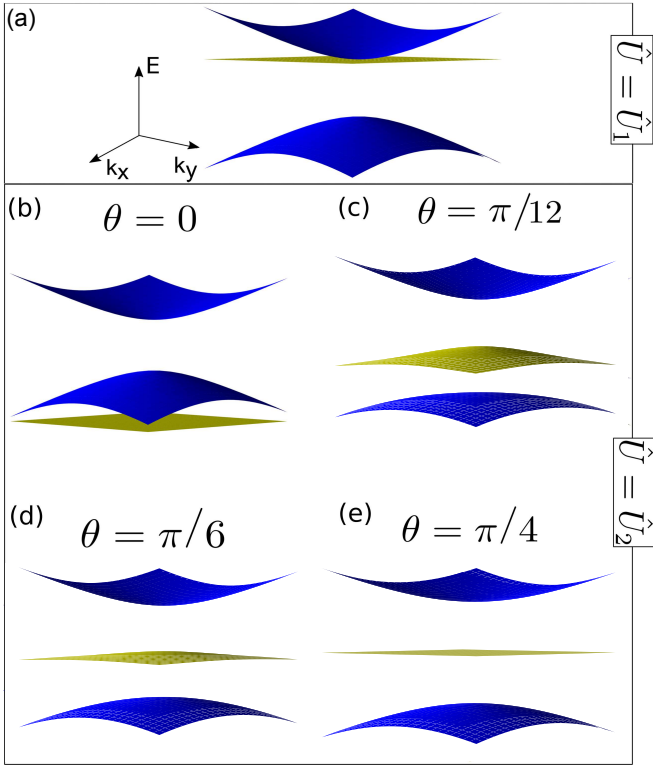 (a)
E
k_x
k_y
Û = Û_1
(b)
θ = 0
(c)
θ = π/12
(d)
θ = π/6
(e)
θ = π/4
Û = Û_2